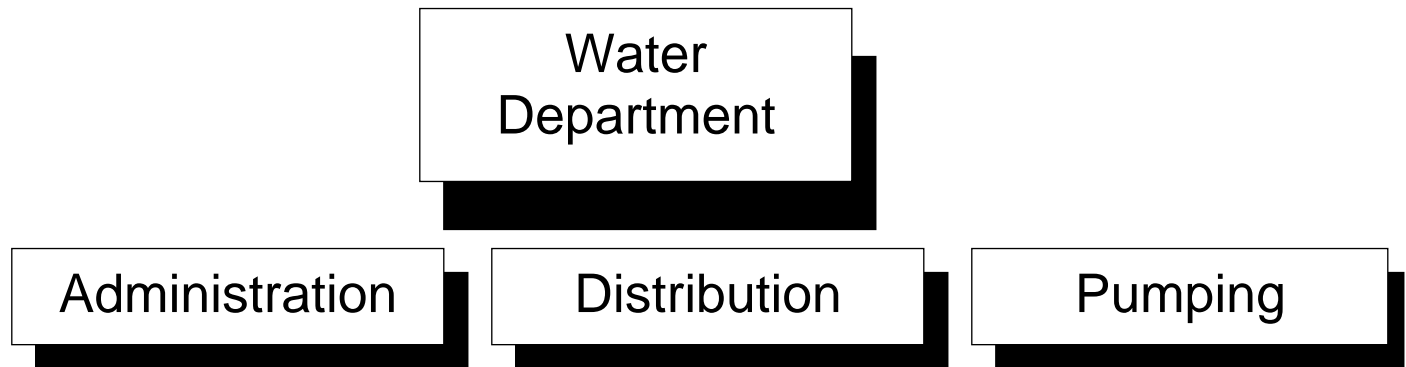 Water
Department
Administration
Distribution
Pumping